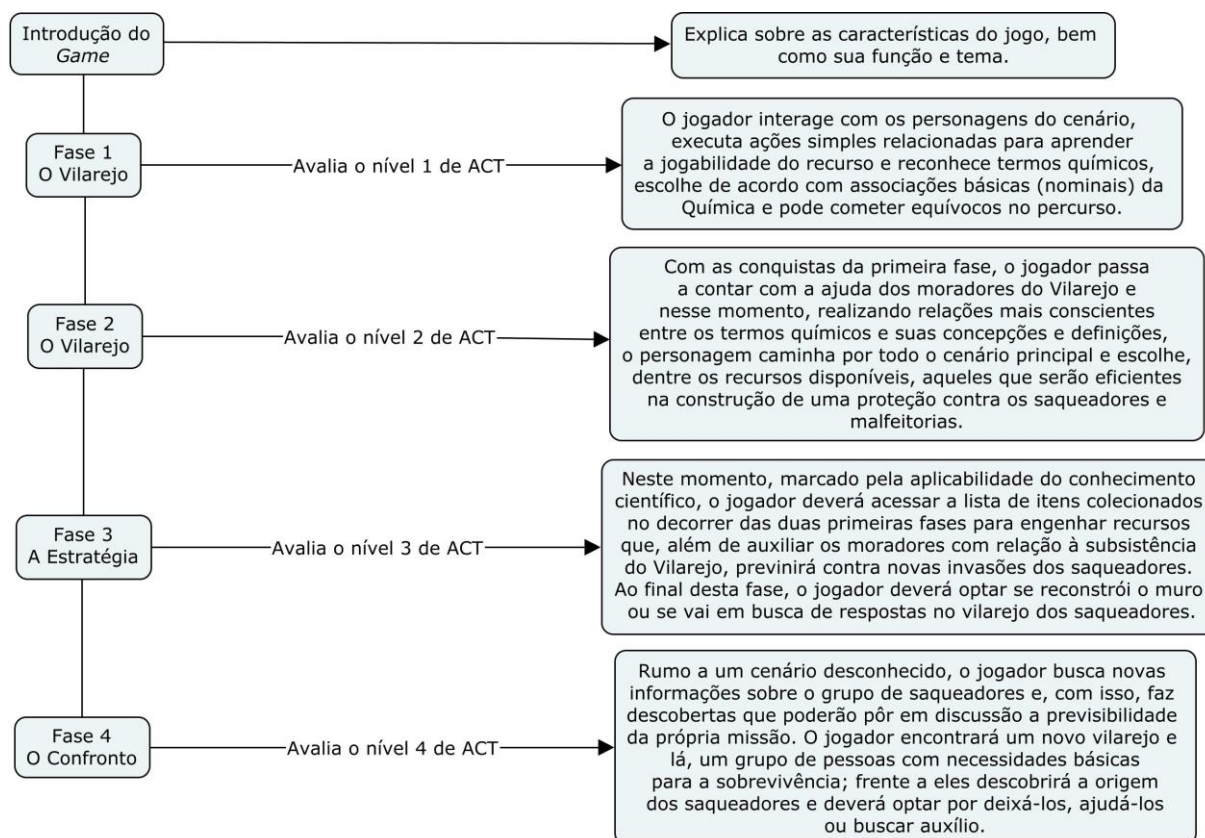 Introdução do
Game
Explica sobre as características do jogo, bem
como sua função e tema.
Fase 1
O Vilarejo
Avalia o nível 1 de ACT
O jogador interage com os personagens do cenário,
executa ações simples relacionadas para aprender
a jogabilidade do recurso e reconhece termos químicos,
escolhe de acordo com associações básicas (nominais) da
Química e pode cometer equívocos no percurso.
Fase 2
O Vilarejo
Avalia o nível 2 de ACT
Com as conquistas da primeira fase, o jogador passa
a contar com a ajuda dos moradores do Vilarejo e
nesse momento, realizando relações mais conscientes
entre os termos químicos e suas concepções e definições,
o personagem caminha por todo o cenário principal e escolhe,
dentre os recursos disponíveis, aqueles que serão eficientes
na construção de uma proteção contra os saqueadores e
malfeitorias.
Fase 3
A Estratégia
Avalia o nível 3 de ACT
Neste momento, marcado pela aplicabilidade do conhecimento
científico, o jogador deverá acessar a lista de itens colecionados
no decorrer das duas primeiras fases para engenhar recursos
que, além de auxiliar os moradores com relação à subsistência
do Vilarejo, previnirá contra novas invasões dos saqueadores.
Ao final desta fase, o jogador deverá optar se reconstrói o muro
ou se vai em busca de respostas no vilarejo dos saqueadores.
Fase 4
O Confronto
Avalia o nível 4 de ACT
Rumo a um cenário desconhecido, o jogador busca novas
informações sobre o grupo de saqueadores e, com isso, faz
descobertas que poderão pôr em discussão a previsibilidade
da própria missão. O jogador encontrará um novo vilarejo e
lá, um grupo de pessoas com necessidades básicas
para a sobrevivência; frente a eles descobrirá a origem
dos saqueadores e deverá optar por deixá-los, ajudá-los
ou buscar auxílio.